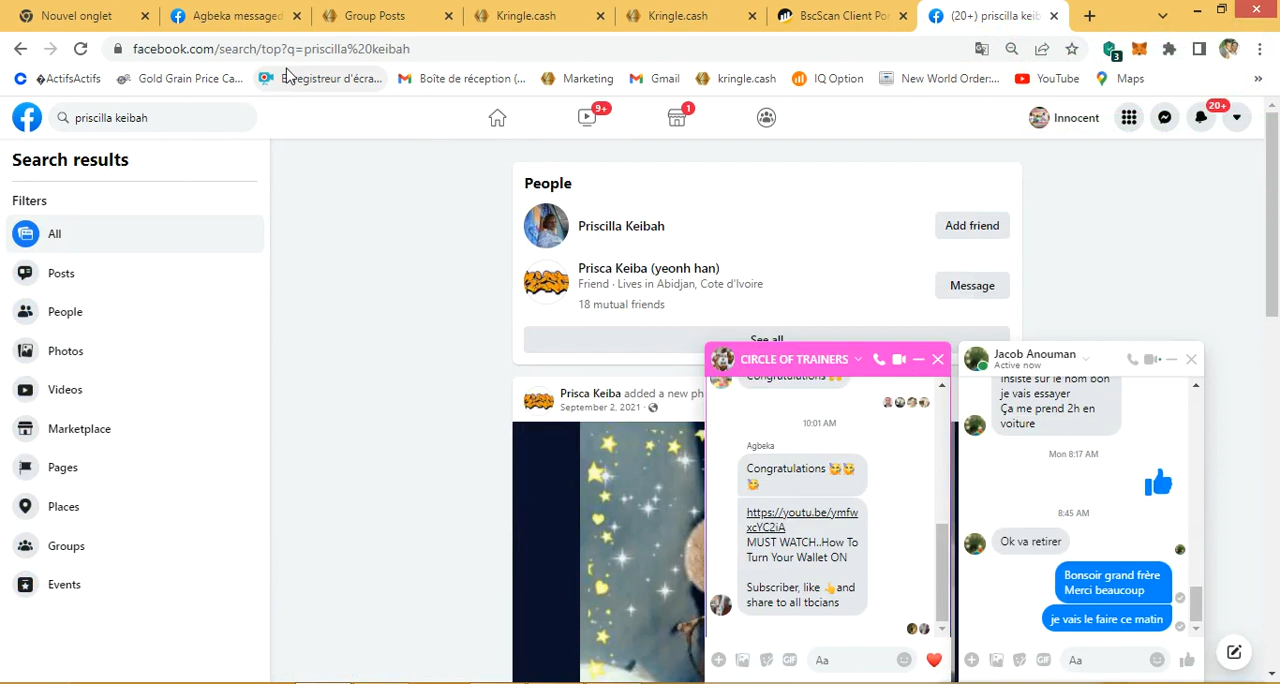 Nouvel onglet
Agbeka messaged
Group Posts
Kringle.cash
Kringle.cash
BscScan Client Por
(20+) priscilla keib
facebook.com/search/top?q=priscilla%20keibah
3
�ActifsActifs
Gold Grain Price Ca...
Enregistreur d'écra...
Boîte de réception (...
Marketing
Gmail
kringle.cash
IQ Option
New World Order:...
YouTube
Maps
»
priscilla keibah
9+
1
Innocent
20+
Search results
Filters
All
Posts
People
Photos
Videos
Marketplace
Pages
Places
Groups
Events
People
Priscilla Keibah
Add friend
Prisca Keiba (yeonh han)
Friend · Lives in Abidjan, Cote d'Ivoire
18 mutual friends
Message
See all
Prisca Keiba added a new ph
September 2, 2021 ·
CIRCLE OF TRAINERS
Congratulations 🥰🥰
10:01 AM
Agbeka
Congratulations 🥰🥰
🥰
https://youtu.be/ymfw
xcYC2iA
MUST WATCH..How To
Turn Your Wallet ON
Subscriber, like 👍and
share to all tbcians
GIF
Aa
Jacob Anouman
Active now
Insiste sur le nom bon
je vais essayer
Ça me prend 2h en
voiture
Mon 8:17 AM
8:45 AM
Ok va retirer
Bonsoir grand frère
Merci beaucoup
je vais le faire ce matin
GIF
Aa